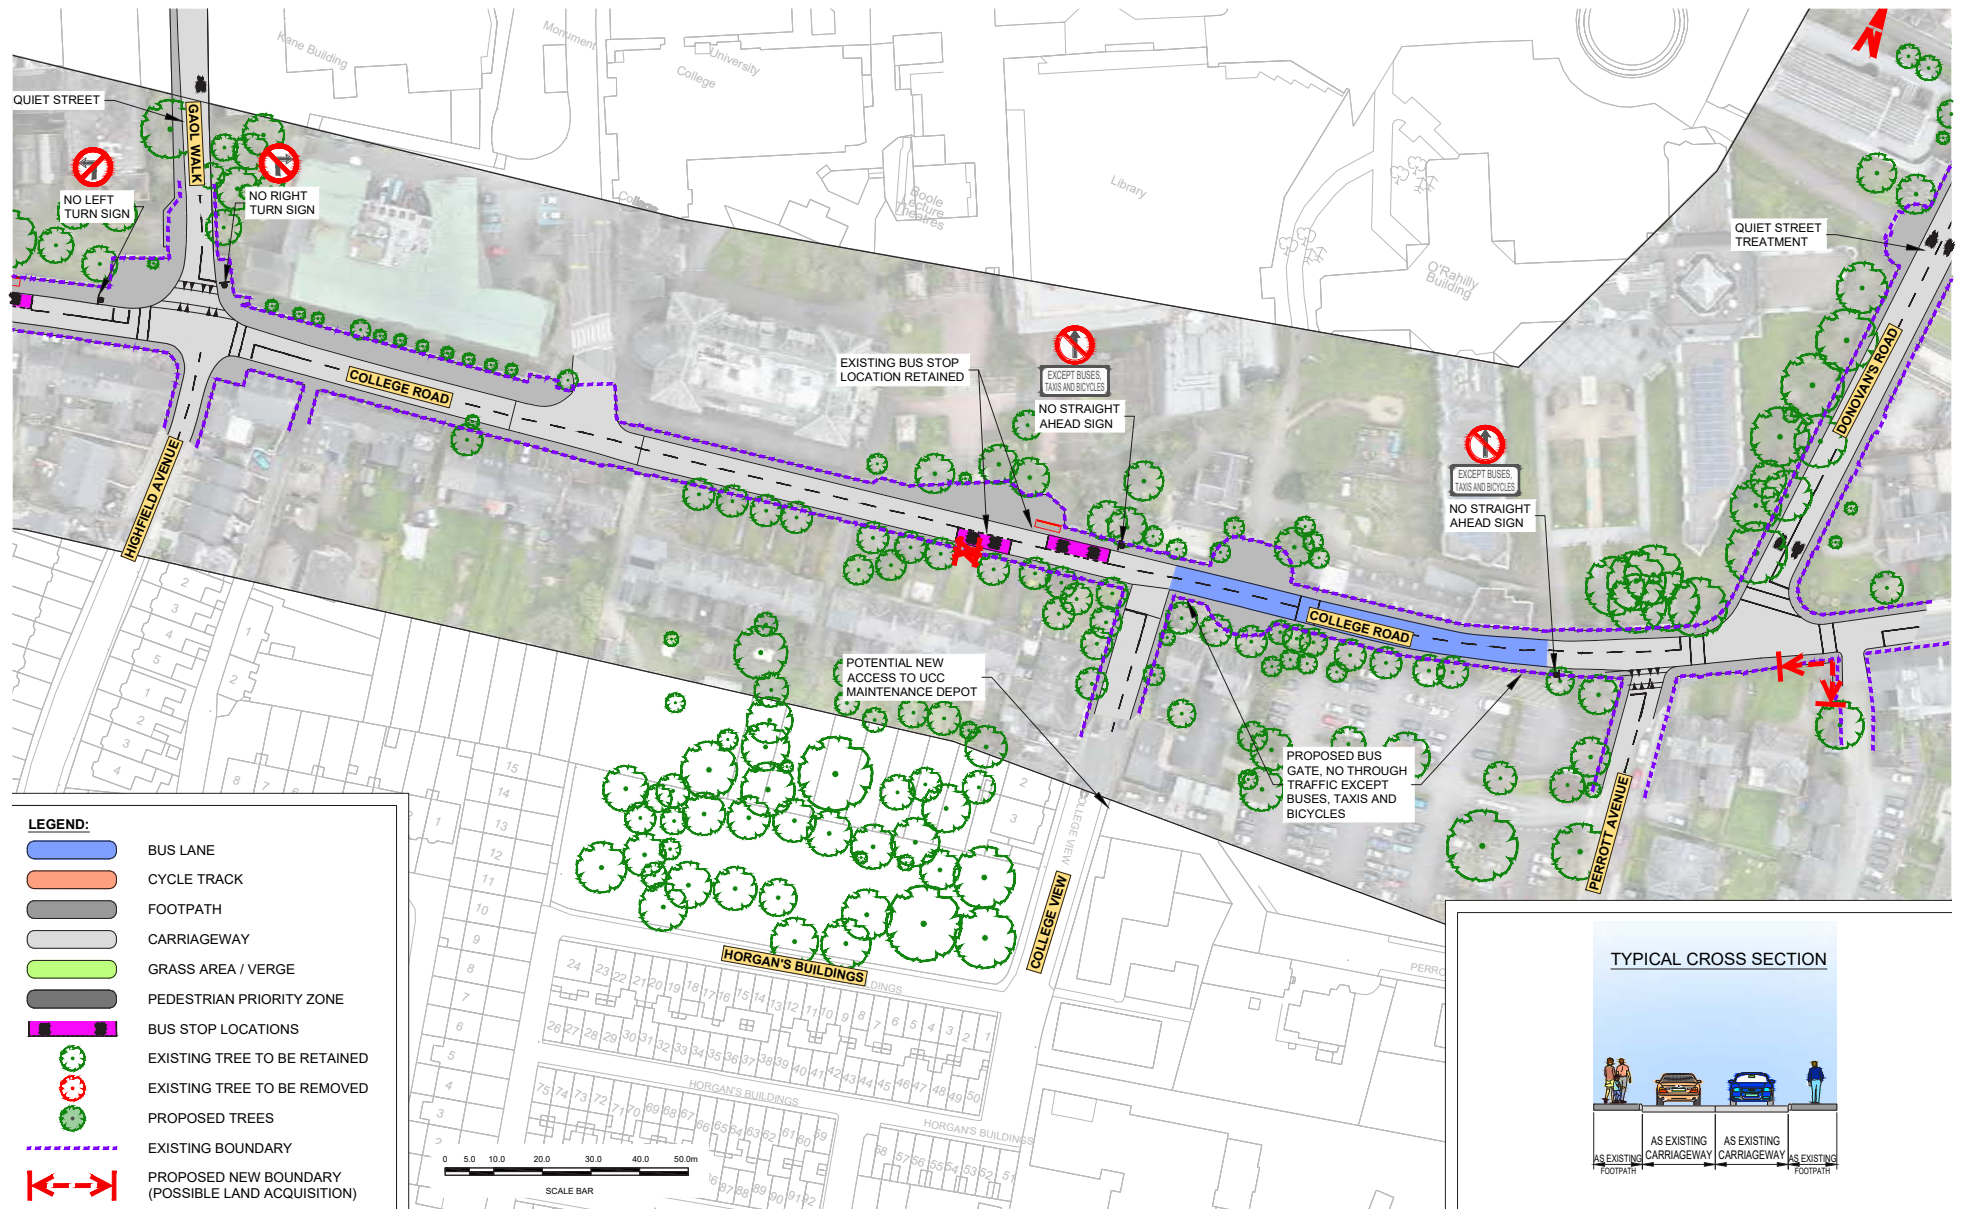 Kane Building
Monument
University
College
Library
Boole
Lecture
Theatres
O'Rahilly
Building
N
QUIET STREET
GAOL WALK
NO LEFT
TURN SIGN
NO RIGHT
TURN SIGN
QUIET STREET
TREATMENT
EXISTING BUS STOP
LOCATION RETAINED
EXCEPT BUSES,
TAXIS AND BICYCLES
NO STRAIGHT
AHEAD SIGN
EXCEPT BUSES,
TAXIS AND BICYCLES
NO STRAIGHT
AHEAD SIGN
COLLEGE ROAD
DONOVAN'S ROAD
HIGHFIELD AVENUE
COLLEGE ROAD
POTENTIAL NEW
ACCESS TO UCC
MAINTENANCE DEPOT
PROPOSED BUS
GATE, NO THROUGH
TRAFFIC EXCEPT
BUSES, TAXIS AND
BICYCLES
PERROTT AVENUE
COLLEGE VIEW
HORGAN'S BUILDINGS
HORGAN'S BUILDINGS
HORGAN'S BUILDINGS
LEGEND:
BUS LANE
CYCLE TRACK
FOOTPATH
CARRIAGEWAY
GRASS AREA / VERGE
PEDESTRIAN PRIORITY ZONE
BUS STOP LOCATIONS
EXISTING TREE TO BE RETAINED
EXISTING TREE TO BE REMOVED
PROPOSED TREES
EXISTING BOUNDARY
PROPOSED NEW BOUNDARY
(POSSIBLE LAND ACQUISITION)
0 5.0 10.0 20.0 30.0 40.0 50.0m
SCALE BAR
TYPICAL CROSS SECTION
AS EXISTING
FOOTPATH
AS EXISTING
CARRIAGEWAY
AS EXISTING
CARRIAGEWAY
AS EXISTING
FOOTPATH